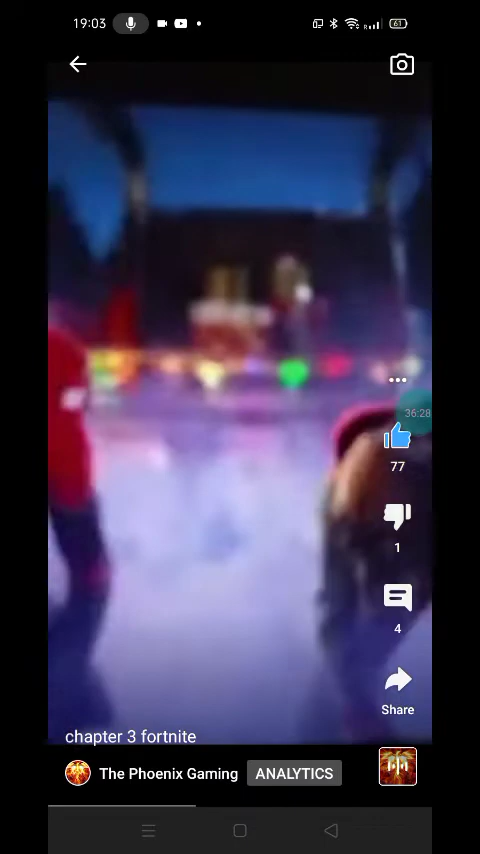 19:03
61
36:28
77
1
4
Share
chapter 3 fortnite
The Phoenix Gaming ANALYTICS